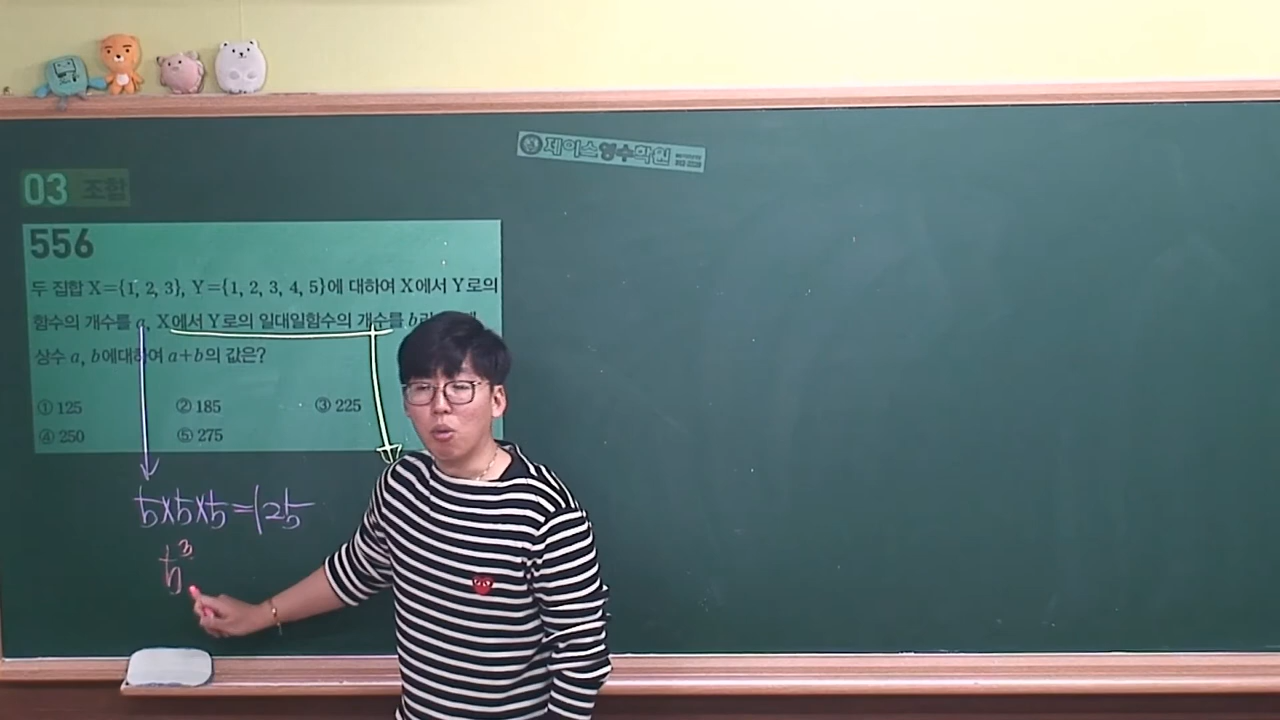 제이스영수학원
03 조합
556
두 집합 X={1, 2, 3}, Y={1, 2, 3, 4, 5}에 대하여 X에서 Y로의
함수의 개수를 a, X에서 Y로의 일대일함수의 개수를 b
상수 a, b에대하여 a+b의 값은?
① 125 ② 185 ③ 225
④ 250 ⑤ 275
5×5×5=125
5³